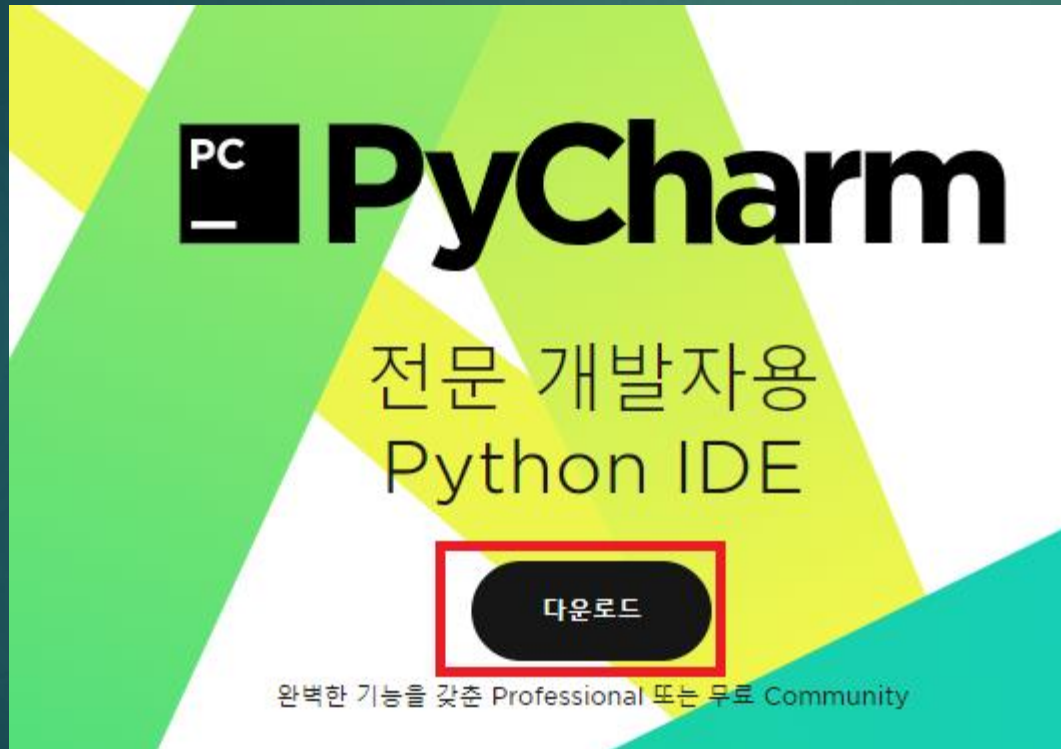 PC
PyCharm
전문 개발자용
Python IDE
다운로드
완벽한 기능을 갖춘 Professional 또는 무료 Community